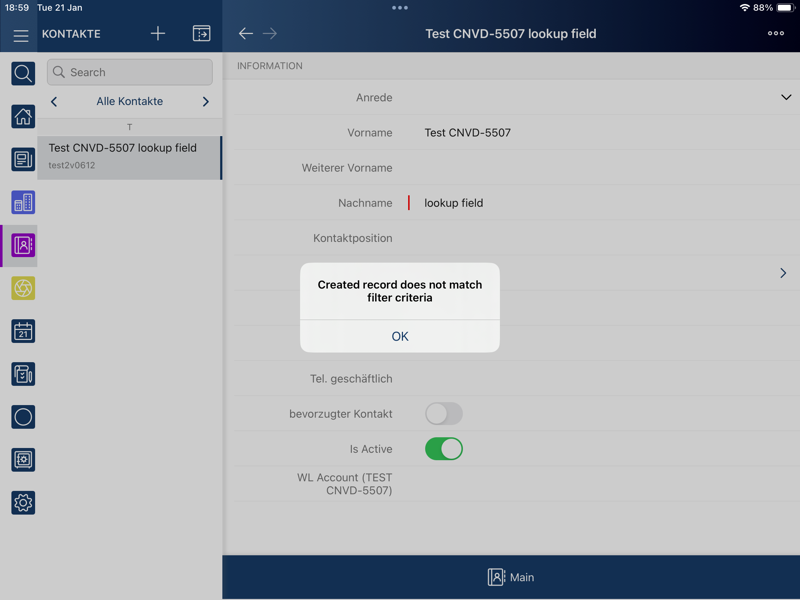 18:59 Tue 21 Jan
88%
KONTAKTE
Test CNVD-5507 lookup field
Search
Alle Kontakte
T
Test CNVD-5507 lookup field
test2v0612
21
INFORMATION
Anrede
Vorname Test CNVD-5507
Weiterer Vorname
Nachname lookup field
Kontaktposition
Created record does not match
filter criteria
OK
Tel. geschäftlich
bevorzugter Kontakt
Is Active
WL Account (TEST
CNVD-5507)
Main